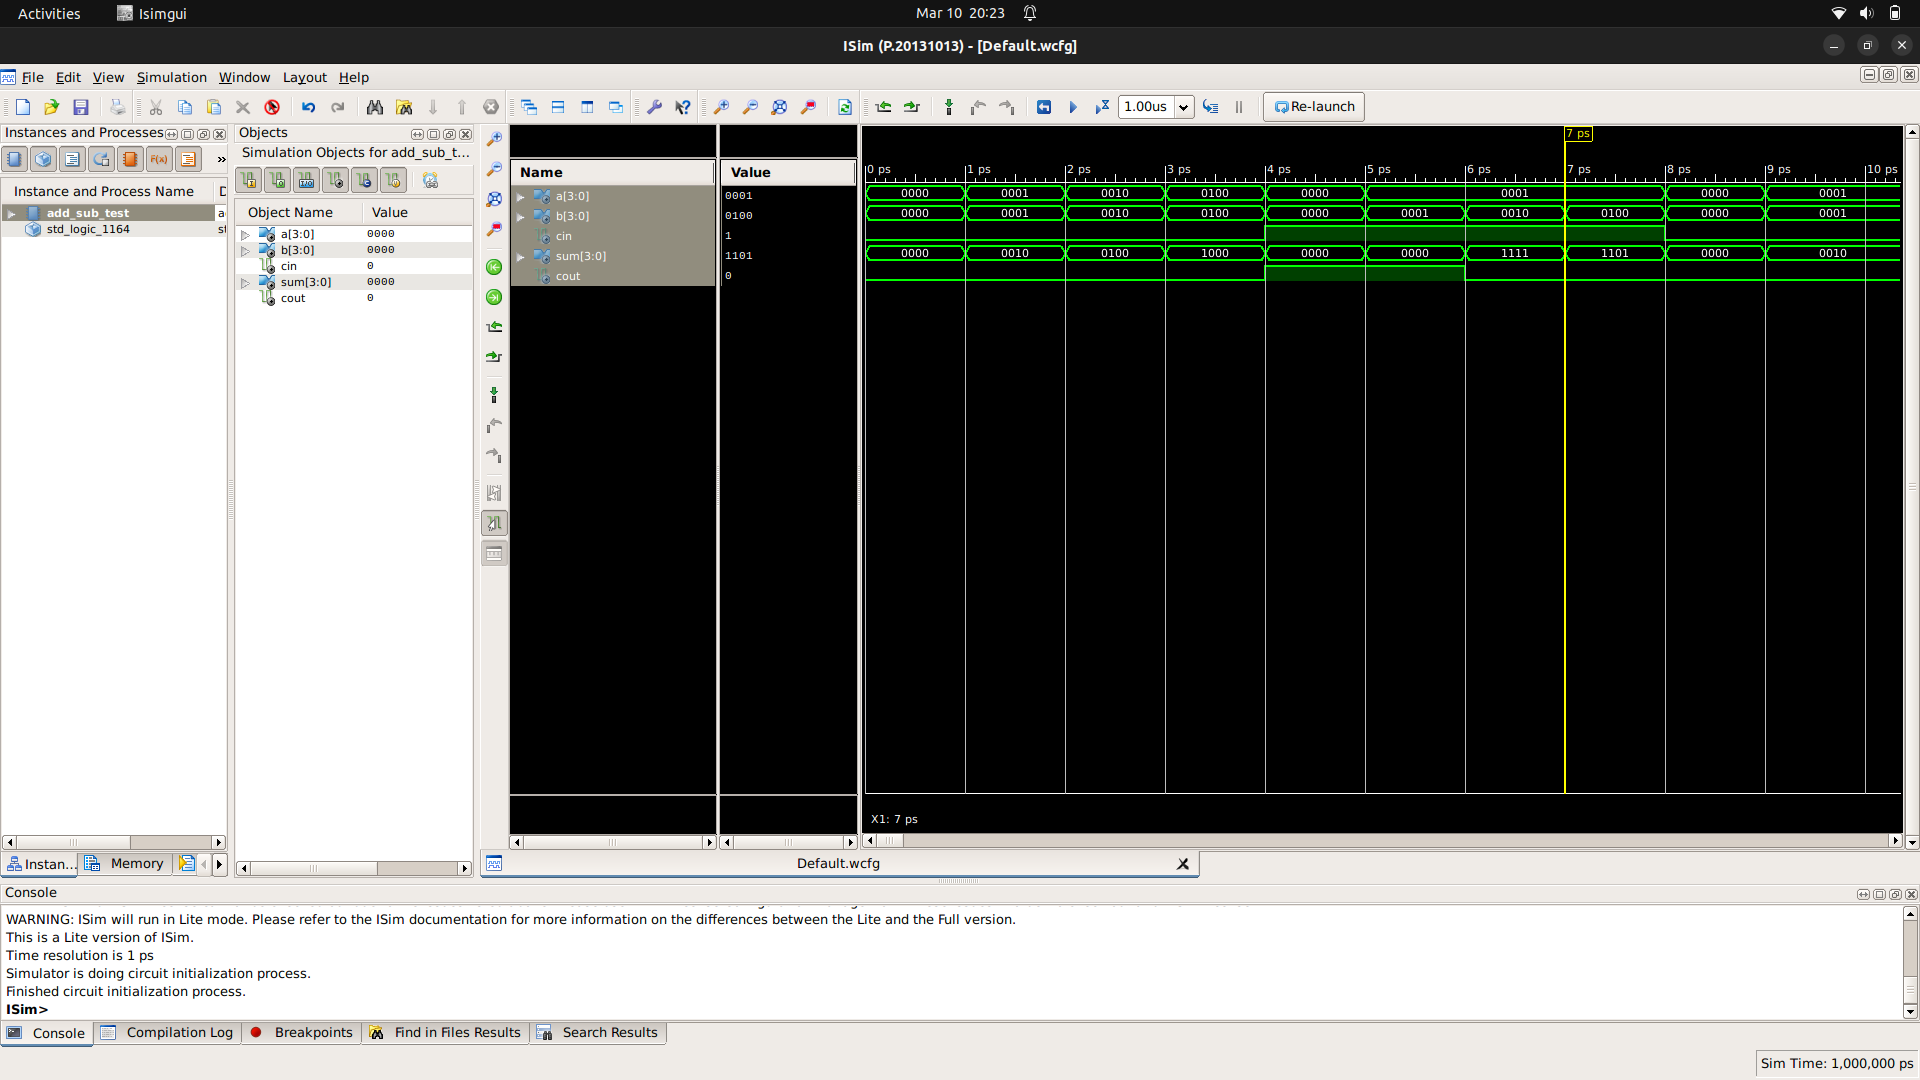 Activities
Isimgui
Mar 10 20:23
ISim (P.20131013) - [Default.wcfg]
File Edit View Simulation Window Layout Help
1.00us
Re-launch
Instances and Processes
Instance and Process Name
add_sub_test
std_logic_1164
Instan...
Memory
Objects
Simulation Objects for add_sub_t...
Object Name Value
a[3:0] 0000
b[3:0] 0000
cin 0
sum[3:0] 0000
cout 0
Name Value
a[3:0] 0001
b[3:0] 0100
cin 1
sum[3:0] 1101
cout 0
7 ps
0 ps 1 ps 2 ps 3 ps 4 ps 5 ps 6 ps 7 ps 8 ps 9 ps 10 ps
0000 0001 0010 0100 0000 0001 0000 0001
0000 0001 0010 0100 0000 0001 0010 0100 0000 0001
0000 0010 0100 1000 0000 0000 1111 1101 0000 0010
X1: 7 ps
Default.wcfg
Console
WARNING: ISim will run in Lite mode. Please refer to the ISim documentation for more information on the differences between the Lite and the Full version.
This is a Lite version of ISim.
Time resolution is 1 ps
Simulator is doing circuit initialization process.
Finished circuit initialization process.
ISim>
Console Compilation Log Breakpoints Find in Files Results Search Results
Sim Time: 1,000,000 ps